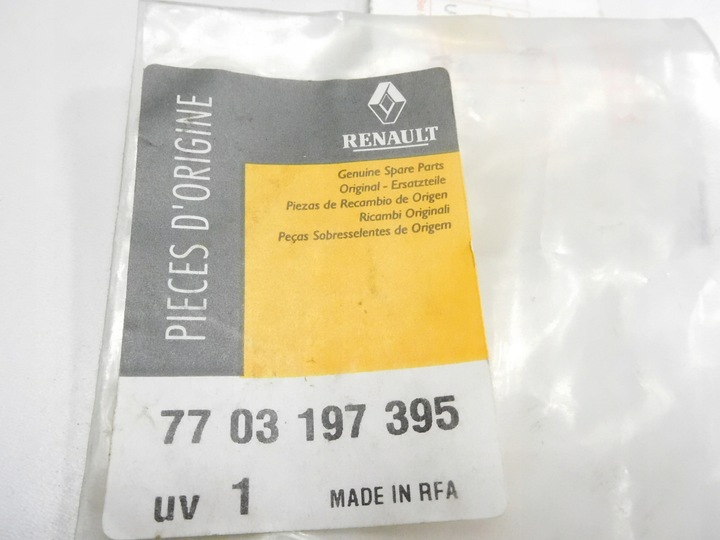 PIECES D'ORIGINE
RENAULT
Genuine Spare Parts
Original - Ersatzteile
Piezas de Recambio de Origen
Ricambi Originali
Peças Sobresselentes de Origem
77 03 197 395
uv 1 MADE IN RFA